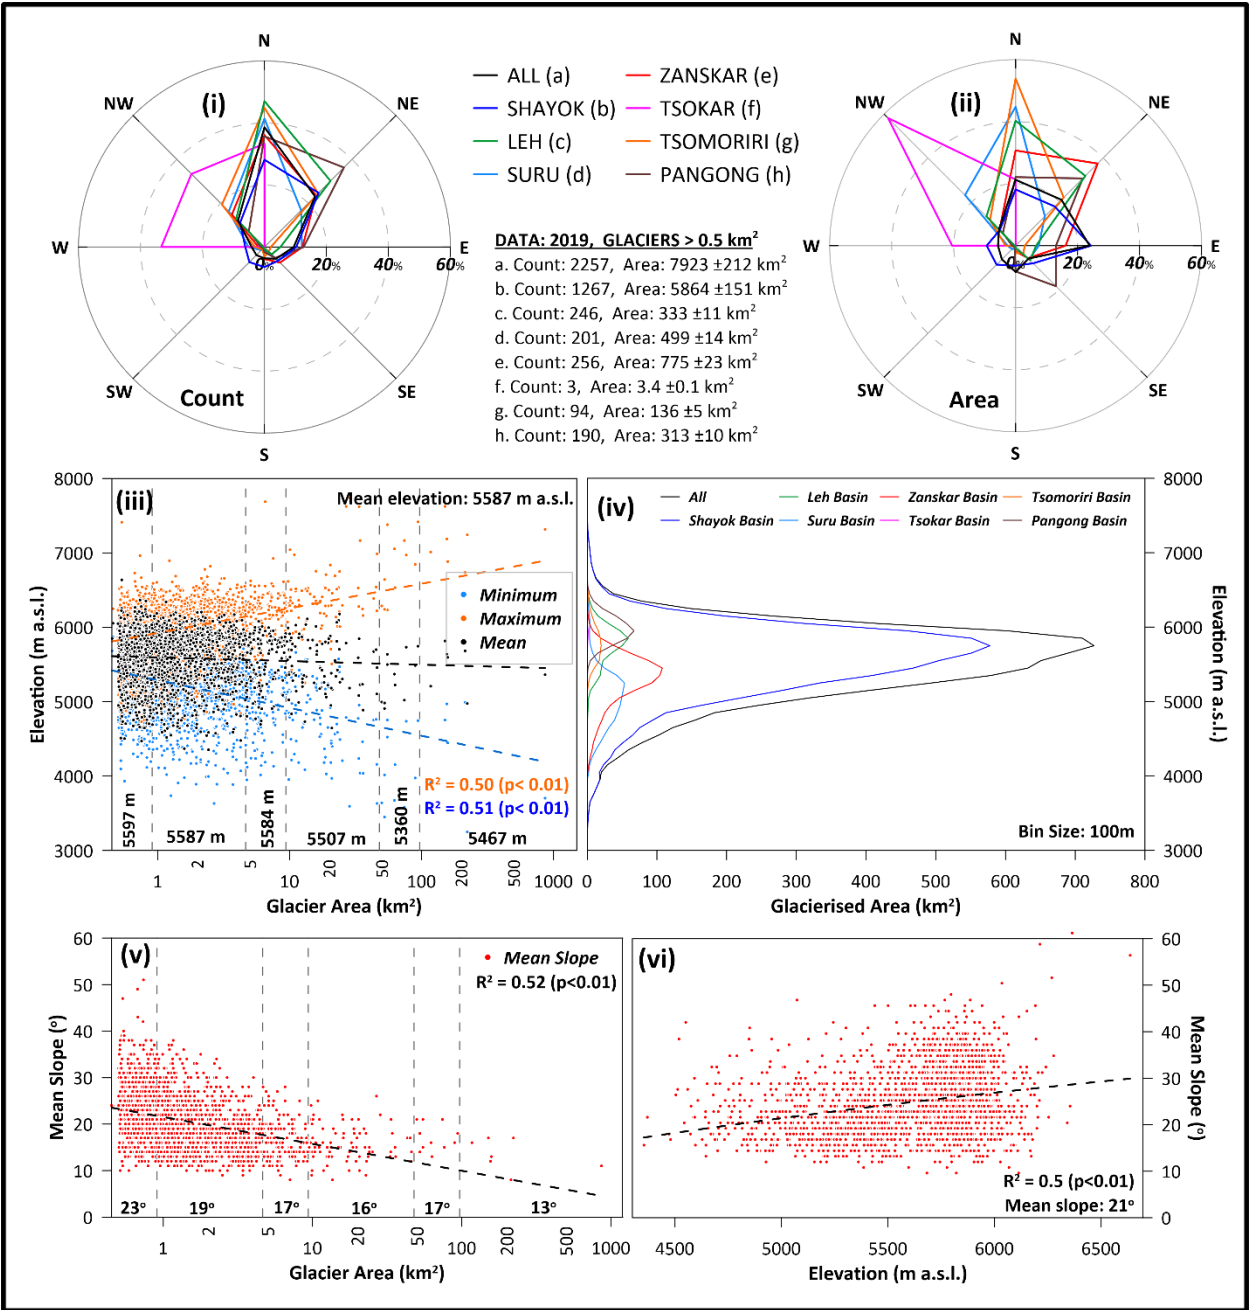 N
NW
NE
(i)
W
E
0%
20%
40%
60%
SW
SE
Count
S
ALL (a)
SHAYOK (b)
LEH (c)
SURU (d)
ZANSKAR (e)
TSOKAR (f)
TSOMORIRI (g)
PANGONG (h)
DATA: 2019, GLACIERS > 0.5 km²
a. Count: 2257, Area: 7923 ±212 km²
b. Count: 1267, Area: 5864 ±151 km²
c. Count: 246, Area: 333 ±11 km²
d. Count: 201, Area: 499 ±14 km²
e. Count: 256, Area: 775 ±23 km²
f. Count: 3, Area: 3.4 ±0.1 km²
g. Count: 94, Area: 136 ±5 km²
h. Count: 190, Area: 313 ±10 km²
N
NW
NE
(ii)
W
E
0%
20%
40%
60%
SW
SE
Area
S
(iii)
Mean elevation: 5587 m a.s.l.
Minimum
Maximum
Mean
R² = 0.50 (p< 0.01)
R² = 0.51 (p< 0.01)
5597 m
5587 m
5584 m
5507 m
5360 m
5467 m
8000
7000
6000
5000
4000
3000
Elevation (m a.s.l.)
1
2
5
10
20
50
100
200
500
1000
Glacier Area (km²)
(iv)
All
Leh Basin
Zanskar Basin
Tsomoriri Basin
Shayok Basin
Suru Basin
Tsokar Basin
Pangong Basin
Bin Size: 100m
8000
7000
6000
5000
4000
3000
Elevation (m a.s.l.)
0
100
200
300
400
500
600
700
800
Glacierised Area (km²)
(v)
Mean Slope
R² = 0.52 (p<0.01)
23°
19°
17°
16°
17°
13°
60
50
40
30
20
10
0
Mean Slope (°)
1
2
5
10
20
50
100
200
500
1000
Glacier Area (km²)
(vi)
R² = 0.5 (p<0.01)
Mean slope: 21°
60
50
40
30
20
10
0
Mean Slope (°)
4500
5000
5500
6000
6500
Elevation (m a.s.l.)